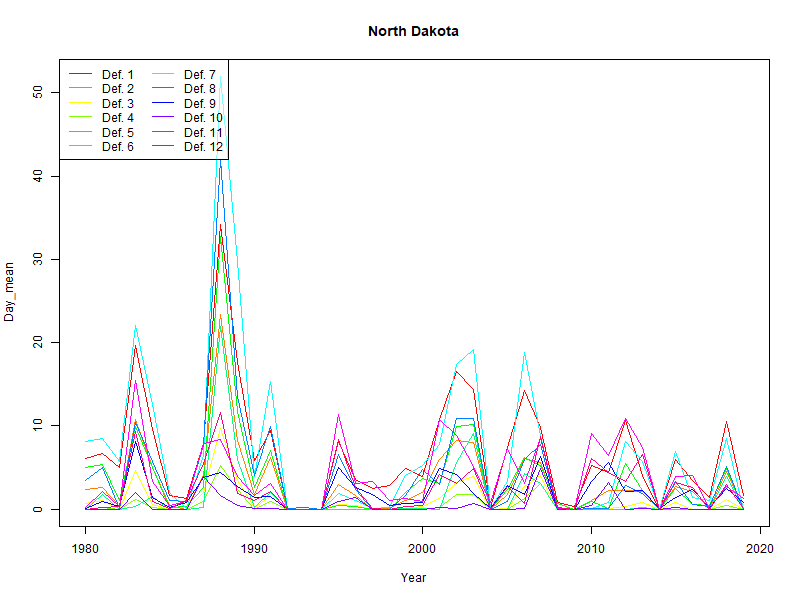 North Dakota
Def. 1 Def. 7
Def. 2 Def. 8
Def. 3 Def. 9
Def. 4 Def. 10
Def. 5 Def. 11
Def. 6 Def. 12
50
40
30
20
10
0
Day_mean
1980 1990 2000 2010 2020
Year